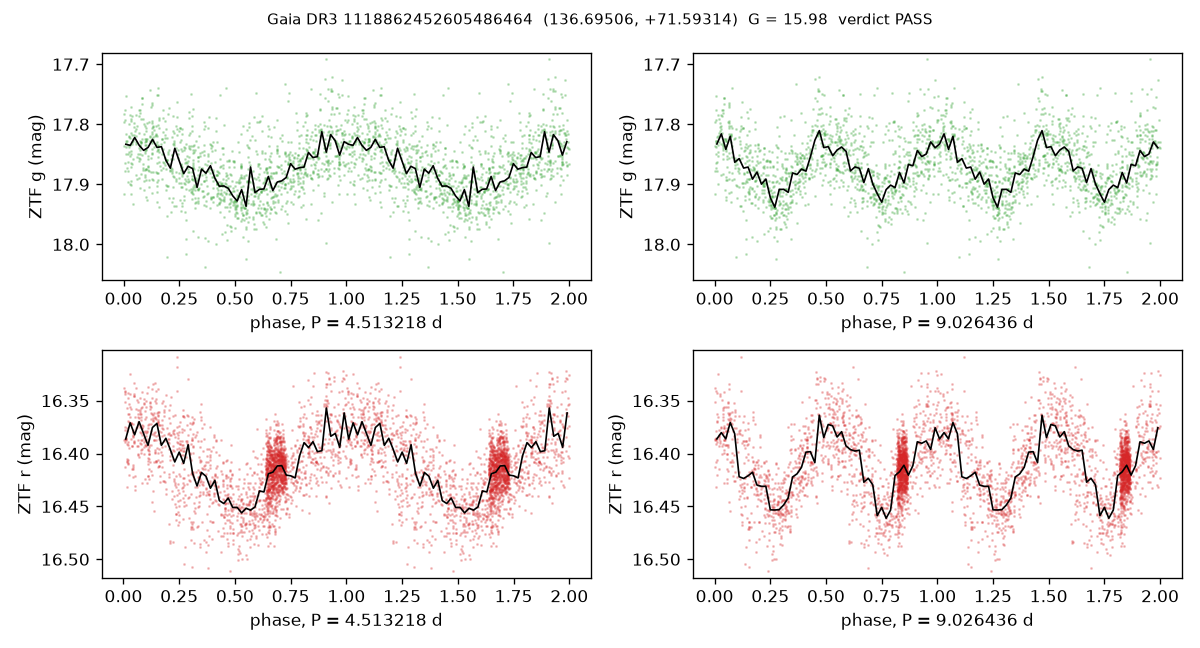 Gaia DR3 1118862452605486464 (136.69506, +71.59314) G = 15.98 verdict PASS
ZTF g (mag)
17.7
17.8
17.9
18.0
0.00 0.25 0.50 0.75 1.00 1.25 1.50 1.75 2.00
phase, P = 4.513218 d
ZTF g (mag)
17.7
17.8
17.9
18.0
0.00 0.25 0.50 0.75 1.00 1.25 1.50 1.75 2.00
phase, P = 9.026436 d
ZTF r (mag)
16.35
16.40
16.45
16.50
0.00 0.25 0.50 0.75 1.00 1.25 1.50 1.75 2.00
phase, P = 4.513218 d
ZTF r (mag)
16.35
16.40
16.45
16.50
0.00 0.25 0.50 0.75 1.00 1.25 1.50 1.75 2.00
phase, P = 9.026436 d